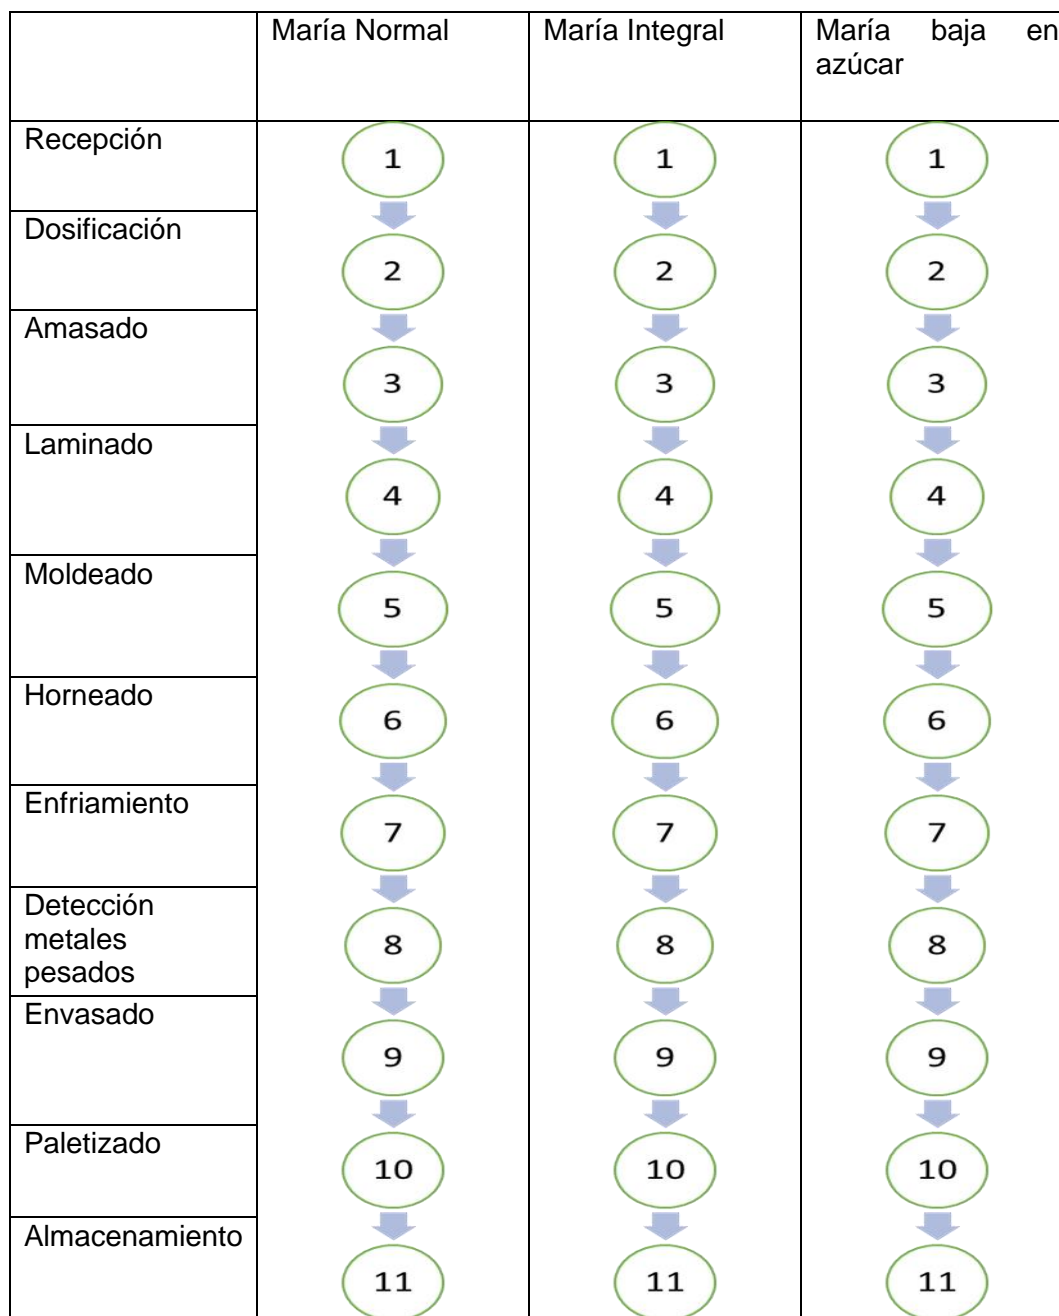 María Normal
María Integral
María baja en
azúcar
Recepción
1
1
1
Dosificación
2
2
2
Amasado
3
3
3
Laminado
4
4
4
Moldeado
5
5
5
Horneado
6
6
6
Enfriamiento
7
7
7
Detección
metales
pesados
8
8
8
Envasado
9
9
9
Paletizado
10
10
10
Almacenamiento
11
11
11